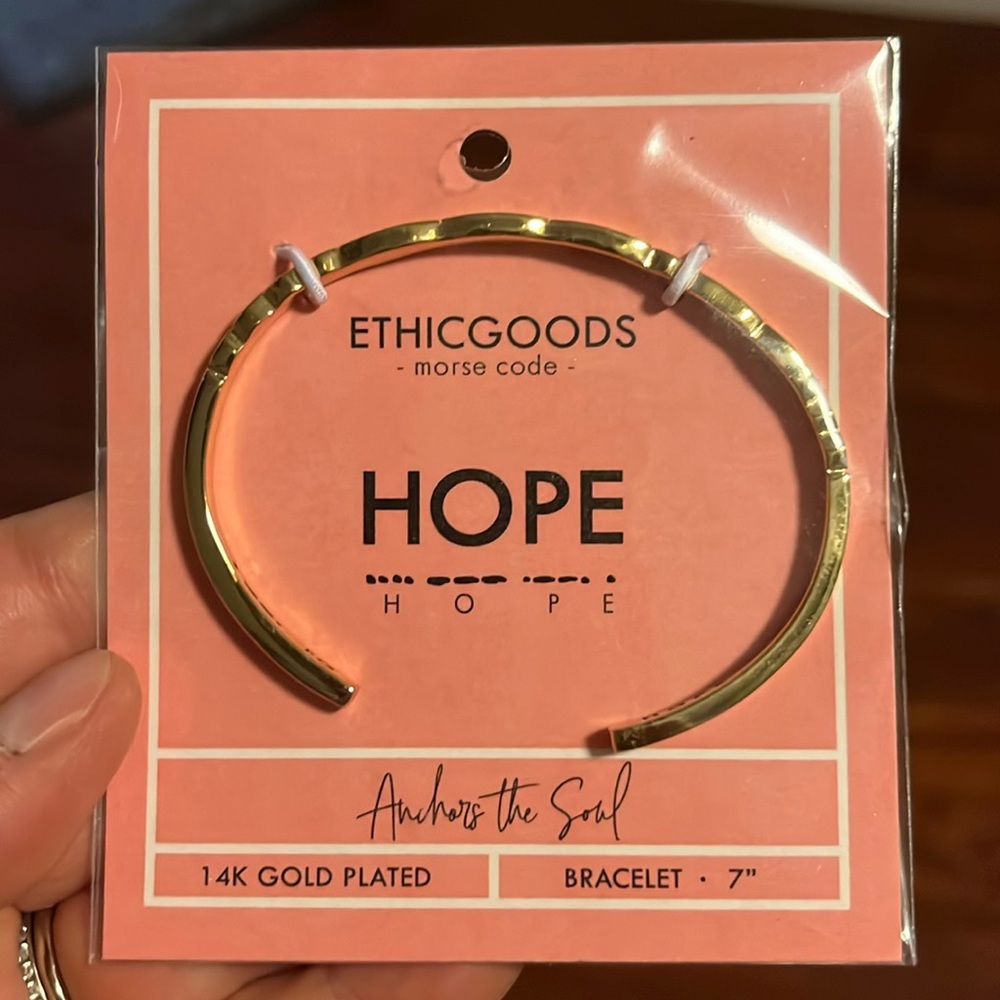 ETHICGOODS
- morse code -
HOPE
.... --- .--. .
H O P E
Anchors the Soul
14K GOLD PLATED
BRACELET · 7"